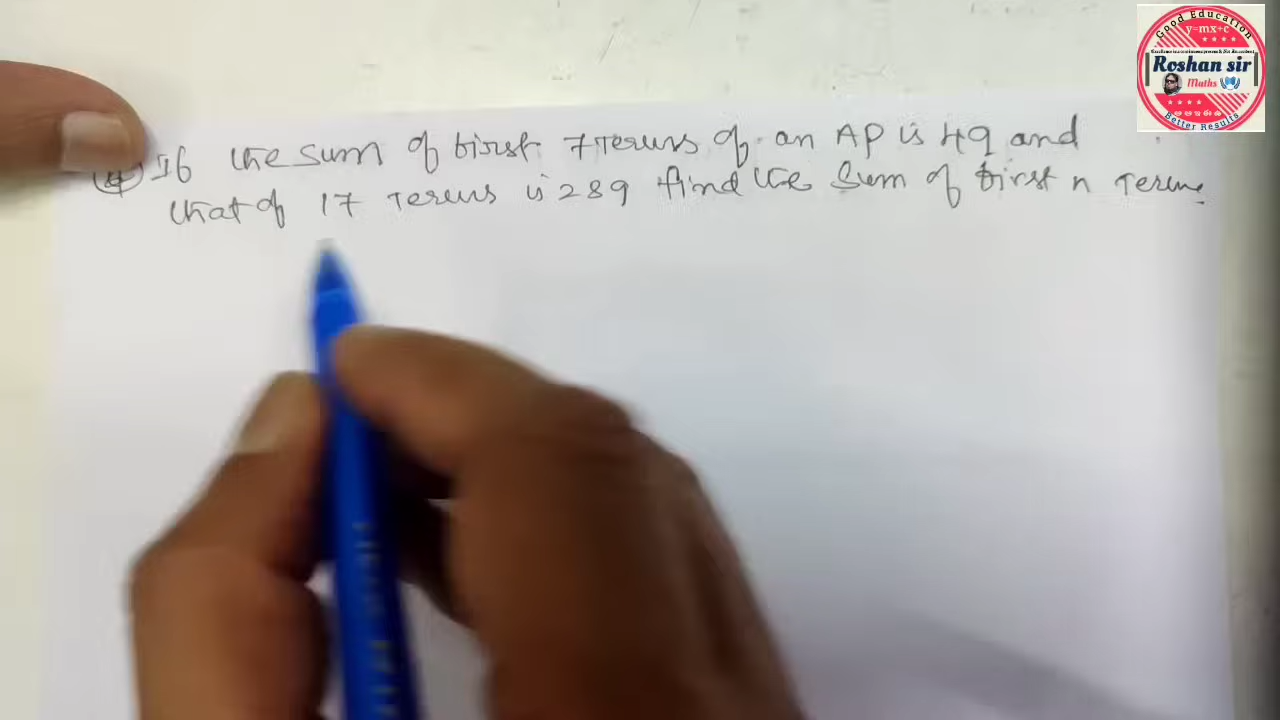 Good Education
y=mx+c
Roshan sir
Maths
Better Results
(4) If the sum of first 7 terms of an AP is 49 and
that of 17 terms is 289 find the sum of first n terms.